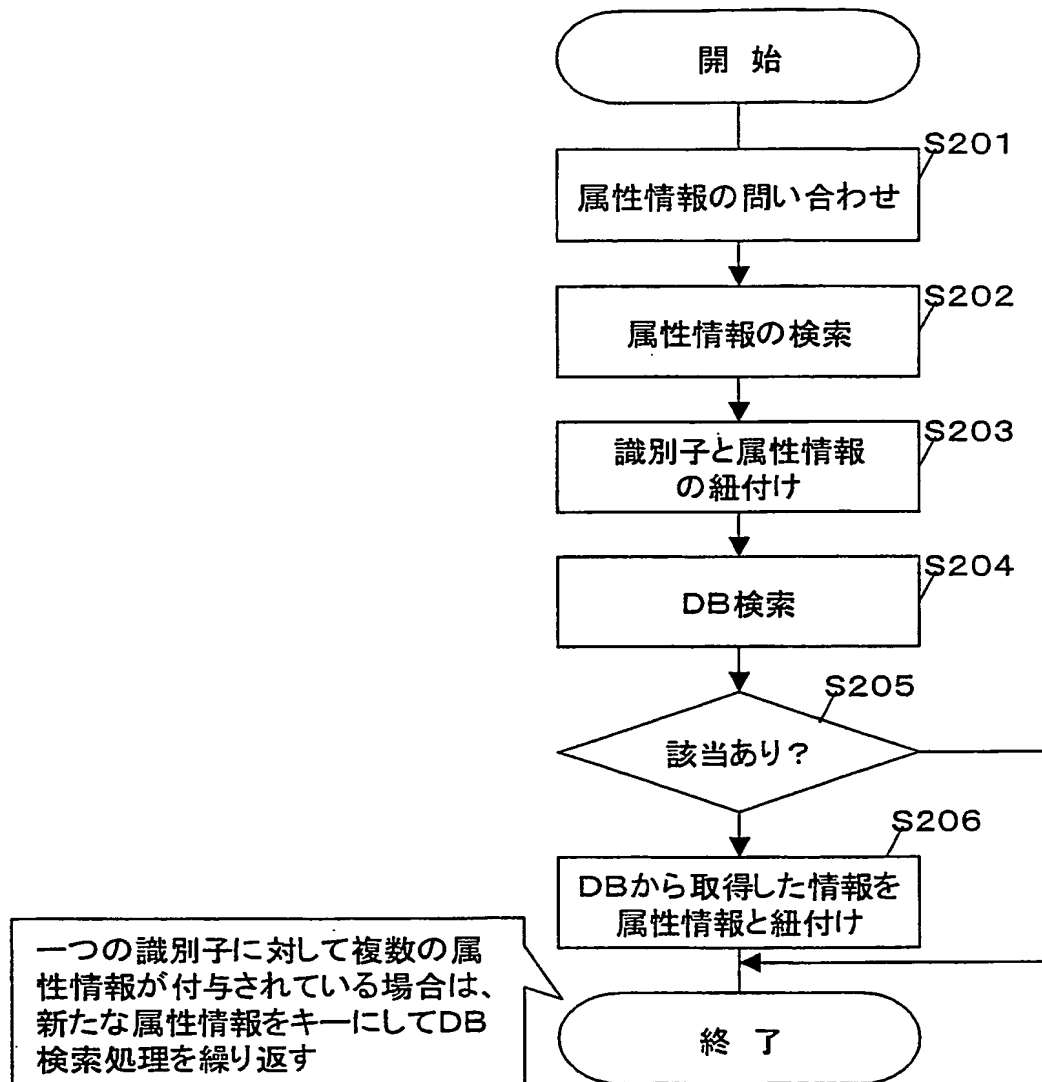 開 始
S201
属性情報の問い合わせ
S202
属性情報の検索
S203
識別子と属性情報
の紐付け
S204
DB検索
S205
該当あり?
S206
DBから取得した情報を
属性情報と紐付け
一つの識別子に対して複数の属
性情報が付与されている場合は、
新たな属性情報をキーにしてDB
検索処理を繰り返す
終 了